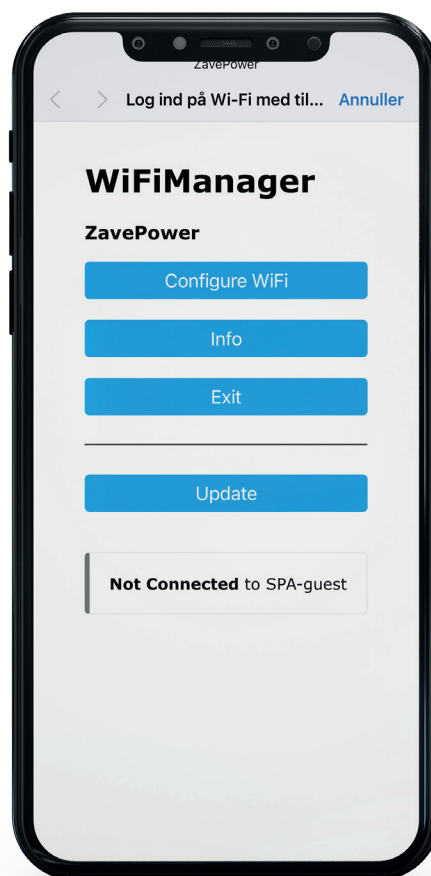 ZavePower
Log ind på Wi-Fi med til... Annuller
WiFiManager
ZavePower
Configure WiFi
Info
Exit
Update
Not Connected to SPA-guest